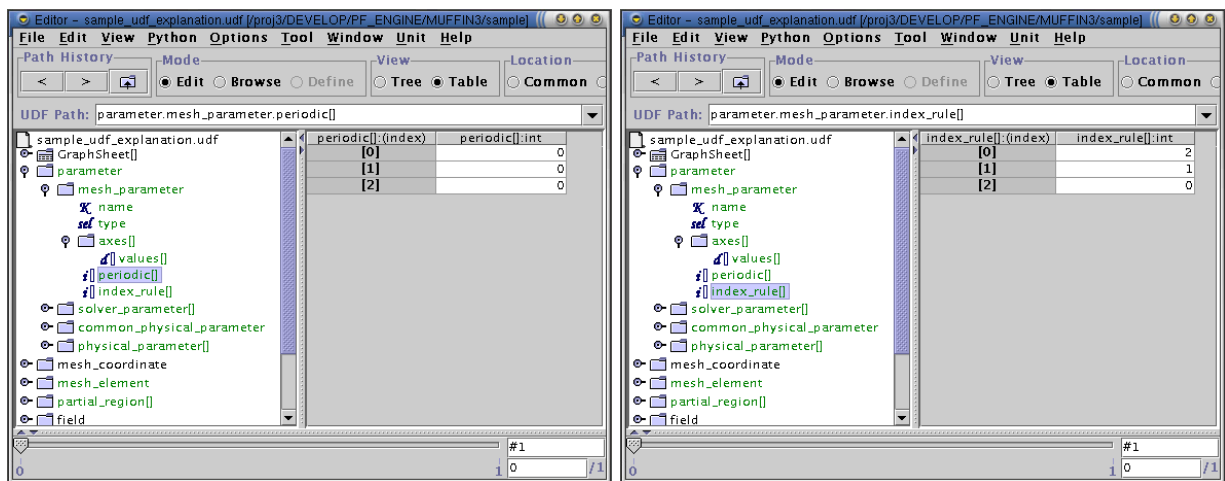 Editor – sample_udf_explanation.udf [/proj3/DEVELOP/PF_ENGINE/MUFFIN3/sample]
File Edit View Python Options Tool Window Unit Help
Path History Mode View Location
< > Edit Browse Define Tree Table Common
UDF Path: parameter.mesh_parameter.periodic[]
sample_udf_explanation.udf
GraphSheet[]
parameter
mesh_parameter
K name
sel type
axes[]
d[] values[]
i[] periodic[]
i[] index_rule[]
solver_parameter[]
common_physical_parameter
physical_parameter[]
mesh_coordinate
mesh_element
partial_region[]
field
periodic[]:(index) periodic[]:int
[0] 0
[1] 0
[2] 0
#1
0 1 0 /1
Editor – sample_udf_explanation.udf [/proj3/DEVELOP/PF_ENGINE/MUFFIN3/sample]
File Edit View Python Options Tool Window Unit Help
Path History Mode View Location
< > Edit Browse Define Tree Table Common
UDF Path: parameter.mesh_parameter.index_rule[]
sample_udf_explanation.udf
GraphSheet[]
parameter
mesh_parameter
K name
sel type
axes[]
d[] values[]
i[] periodic[]
i[] index_rule[]
solver_parameter[]
common_physical_parameter
physical_parameter[]
mesh_coordinate
mesh_element
partial_region[]
field
index_rule[]:(index) index_rule[]:int
[0] 2
[1] 1
[2] 0
#1
0 1 0 /1